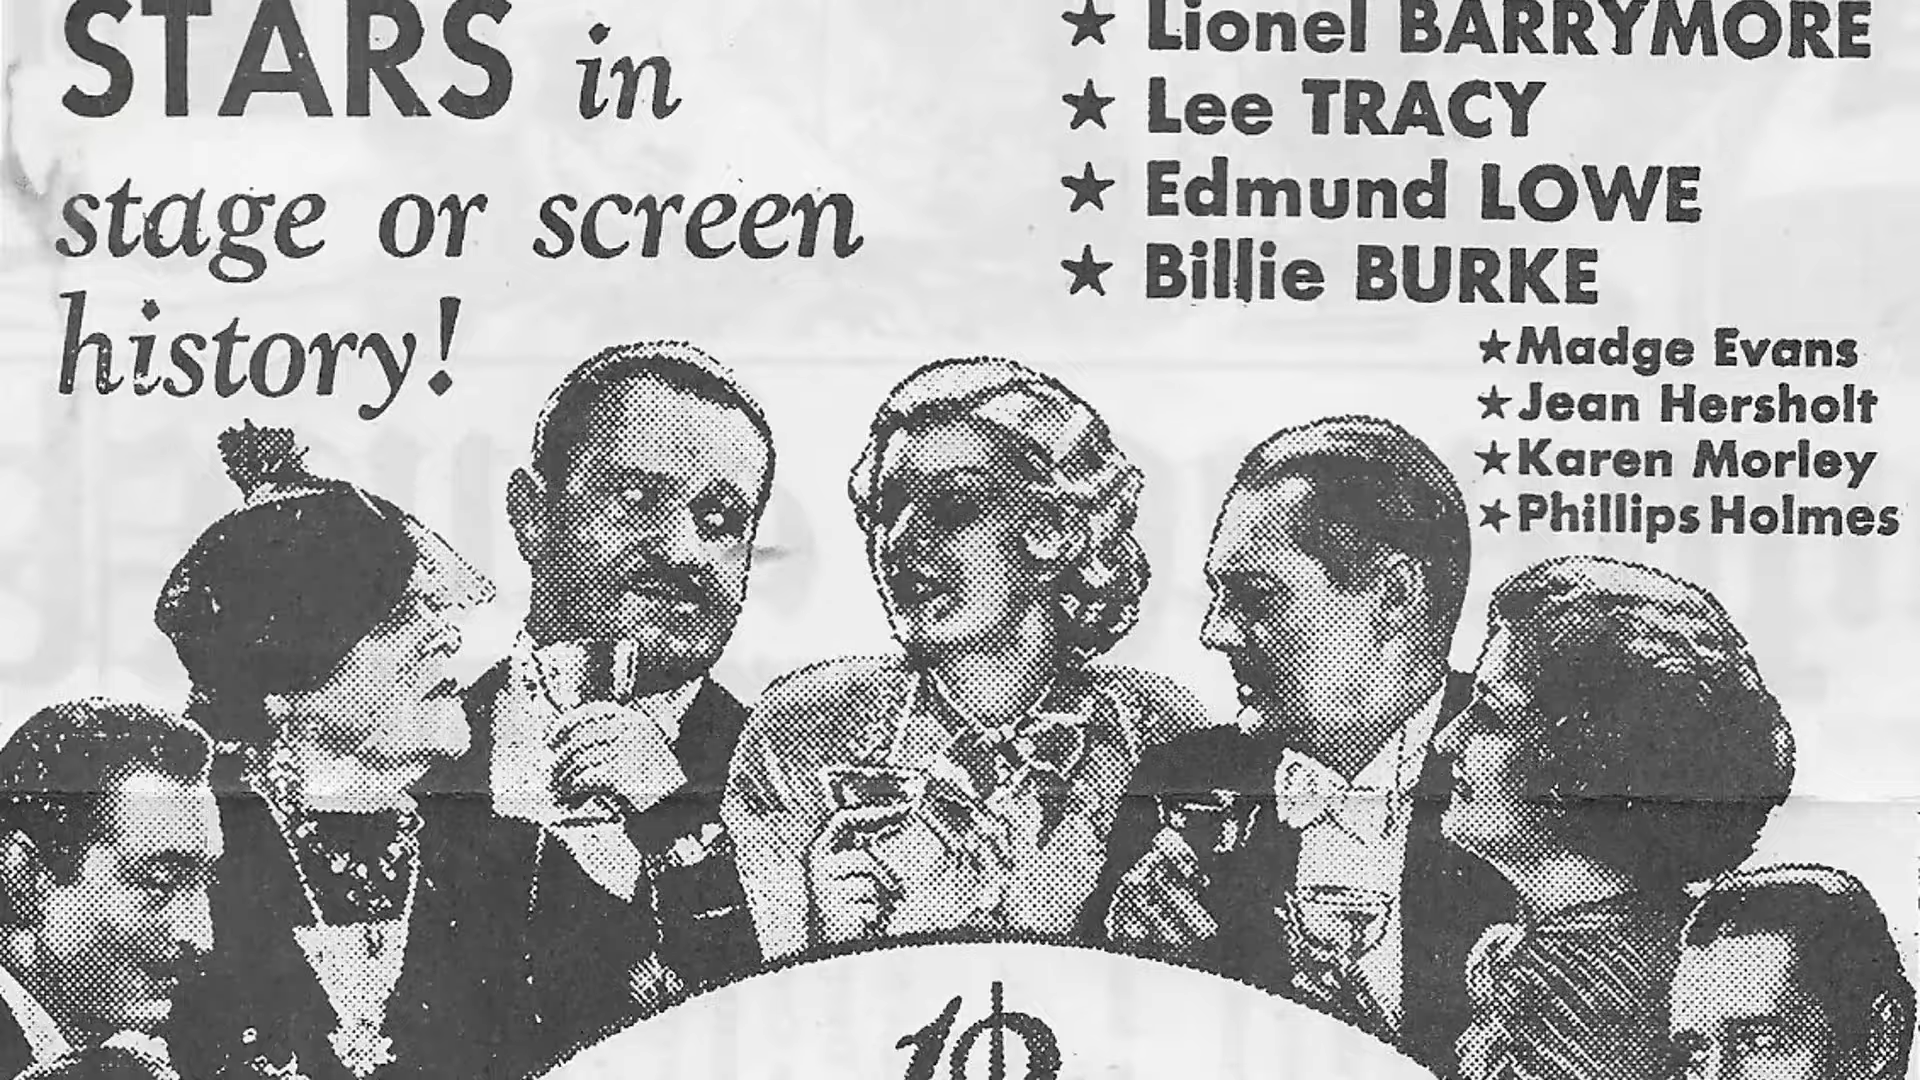 STARS in
stage or screen
history!
★ Lionel BARRYMORE
★ Lee TRACY
★ Edmund LOWE
★ Billie BURKE
★ Madge Evans
★ Jean Hersholt
★ Karen Morley
★ Phillips Holmes